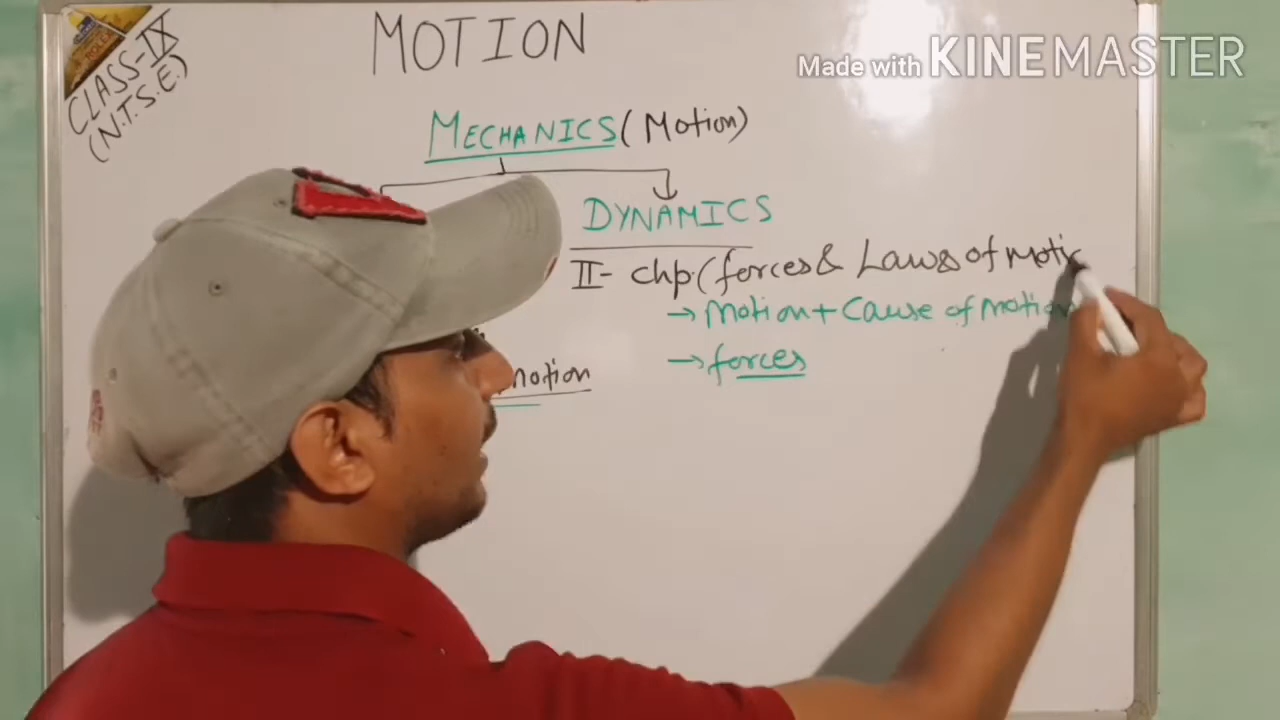 MOTION
Made with KINEMASTER
ROLEX
CLASS-IX
(N.T.S.E)
MECHANICS (Motion)
DYNAMICS
II- chp. (forces & Laws of Motio
→ Motion + Cause of motion
→ forces
motion